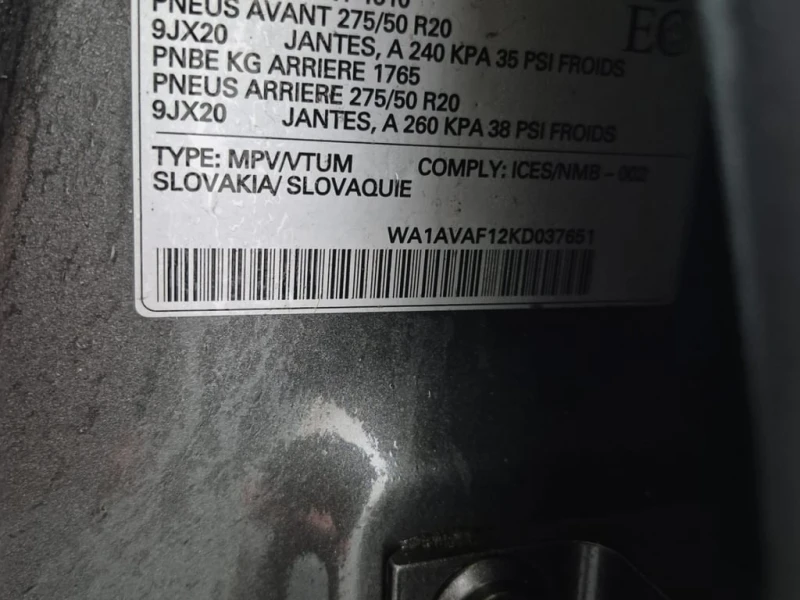 PNEUS AVANT 275/50 R20
9JX20 JANTES, A 240 KPA 35 PSI FROIDS
PNBE KG ARRIERE 1765
PNEUS ARRIERE 275/50 R20
9JX20 JANTES, A 260 KPA 38 PSI FROIDS
TYPE: MPV/VTUM COMPLY: ICES/NMB - 002
SLOVAKIA/ SLOVAQUIE
WA1AVAF12KD037651